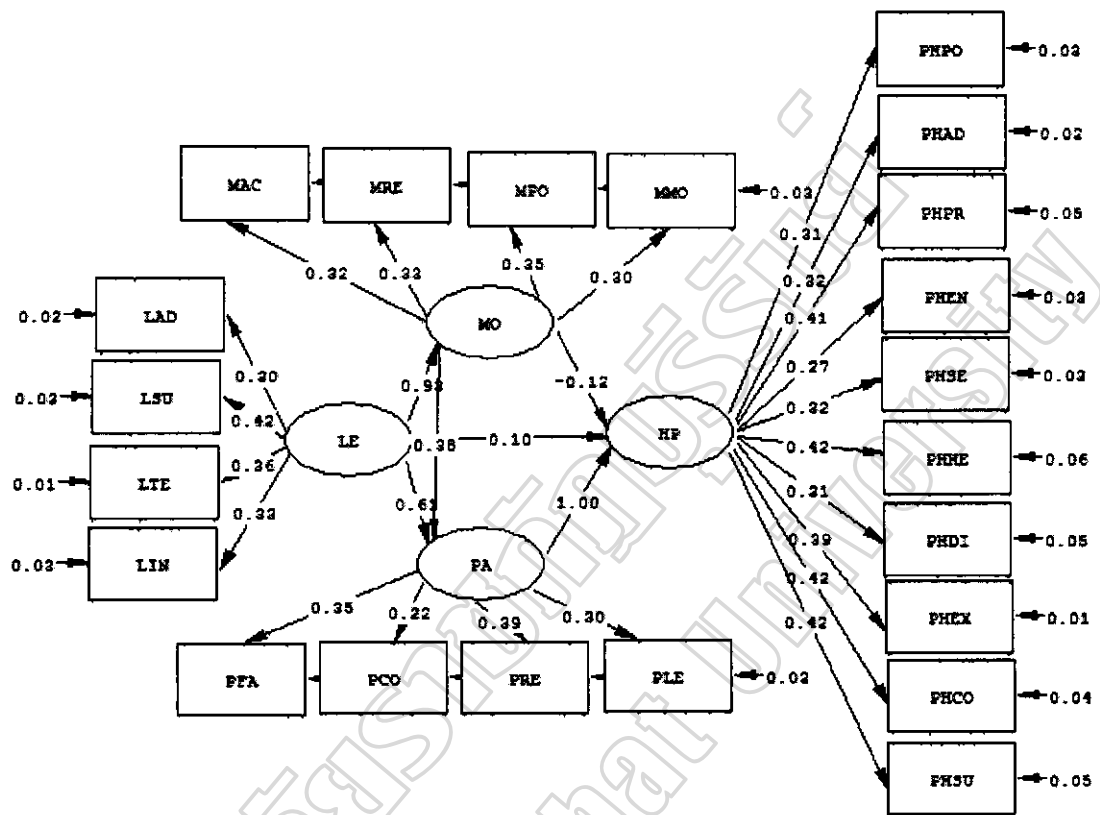 PHPO
0.03
PHAD
0.02
PHPR
0.05
MAC
MRE
MPO
MMO
0.03
0.31
0.32
0.41
0.32
0.33
0.35
0.30
PHEN
0.03
0.02
LAD
MO
0.27
PHSE
0.03
0.03
LSU
0.30
0.93
-0.12
0.32
0.42
LE
0.38
0.10
HP
0.42
PHHE
0.06
0.01
LTE
0.36
0.33
0.61
1.00
0.31
PHDI
0.05
0.03
LIN
PA
0.39
0.42
0.42
0.35
0.22
0.39
0.30
PHEX
0.01
PFA
PCO
PRE
PLE
0.03
PHCO
0.04
PHSU
0.05
hat University